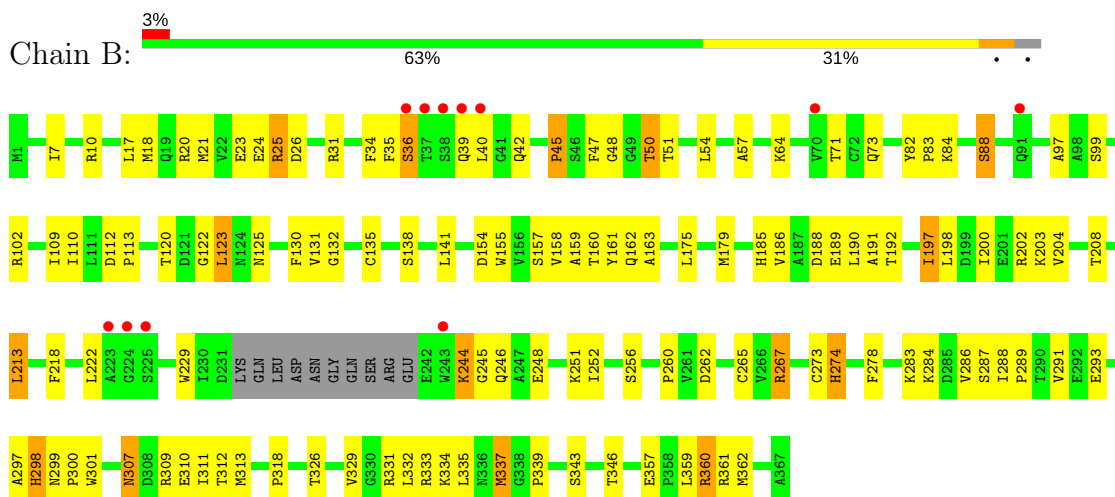 3%
Chain B:
63% 31% • •
M1 I7 R10 L17 M18 Q19 R20 M21 V22 E23 E24 R25 D26 R31 F34 F35 S36 T37 S38 Q39 L40 G41 Q42 P45 S46 F47 G48 G49 T50 T51 L54 A57 K64 V70 T71 C72 Q73 Y82 P83 K84 S88 Q91 A97 A98 S99
R102 I109 I110 L111 D112 P113 T120 D121 G122 L123 N124 N125 F130 V131 G132 C135 S138 L141 D154 W155 V156 S157 V158 A159 T160 Y161 Q162 A163 L175 M179 H185 V186 A187 D188 E189 L190 A191 T192 I197 L198 D199 I200 E201 R202 K203 V204 T208
L213 F218 L222 A223 G224 S225 W229 I230 D231 LYS GLN LEU ASP ASN GLY GLN SER ARG GLU E242 W243 K244 G245 Q246 A247 E248 K251 I252 S256 P260 V261 D262 C265 V266 R267 C273 H274 F278 K283 K284 D285 V286 S287 I288 P289 T290 V291 E292 E293
A297 H298 N299 P300 W301 N307 D308 R309 E310 I311 T312 M313 P318 T326 V329 G330 R331 L332 R333 K334 L335 N336 M337 G338 P339 S343 T346 E357 P358 L359 R360 R361 M362 A367